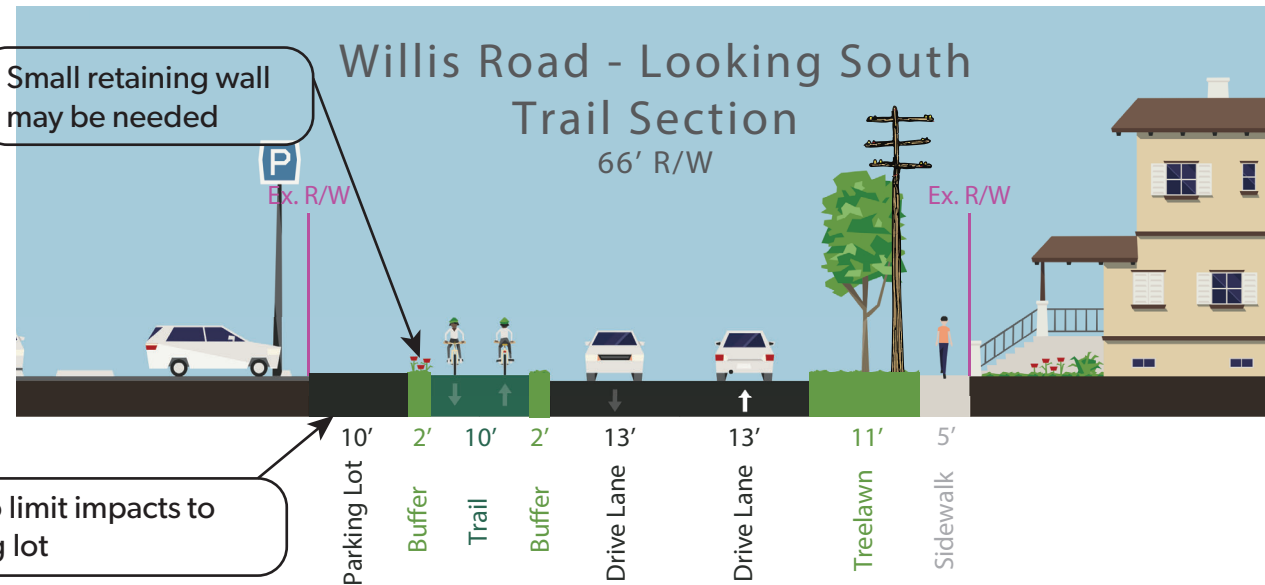 Willis Road - Looking South
Trail Section
66’ R/W
Small retaining wall
may be needed
P
Ex. R/W
Ex. R/W
10’
2’
10’
2’
13’
13’
11’
5’
Parking Lot
Buffer
Trail
Buffer
Drive Lane
Drive Lane
Treelawn
Sidewalk
limit impacts to
lot